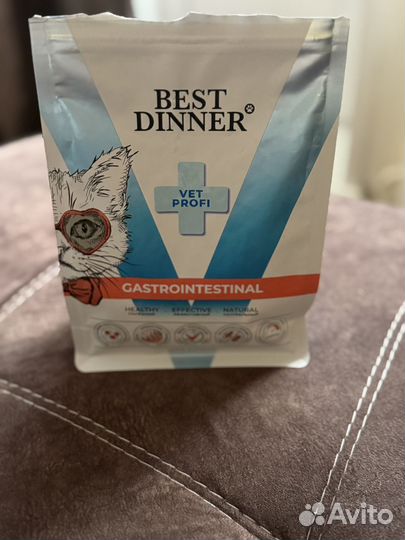 BEST
DINNER
VET
PROFI
GASTROINTESTINAL
HEALTHY EFFECTIVE NATURAL
Avito